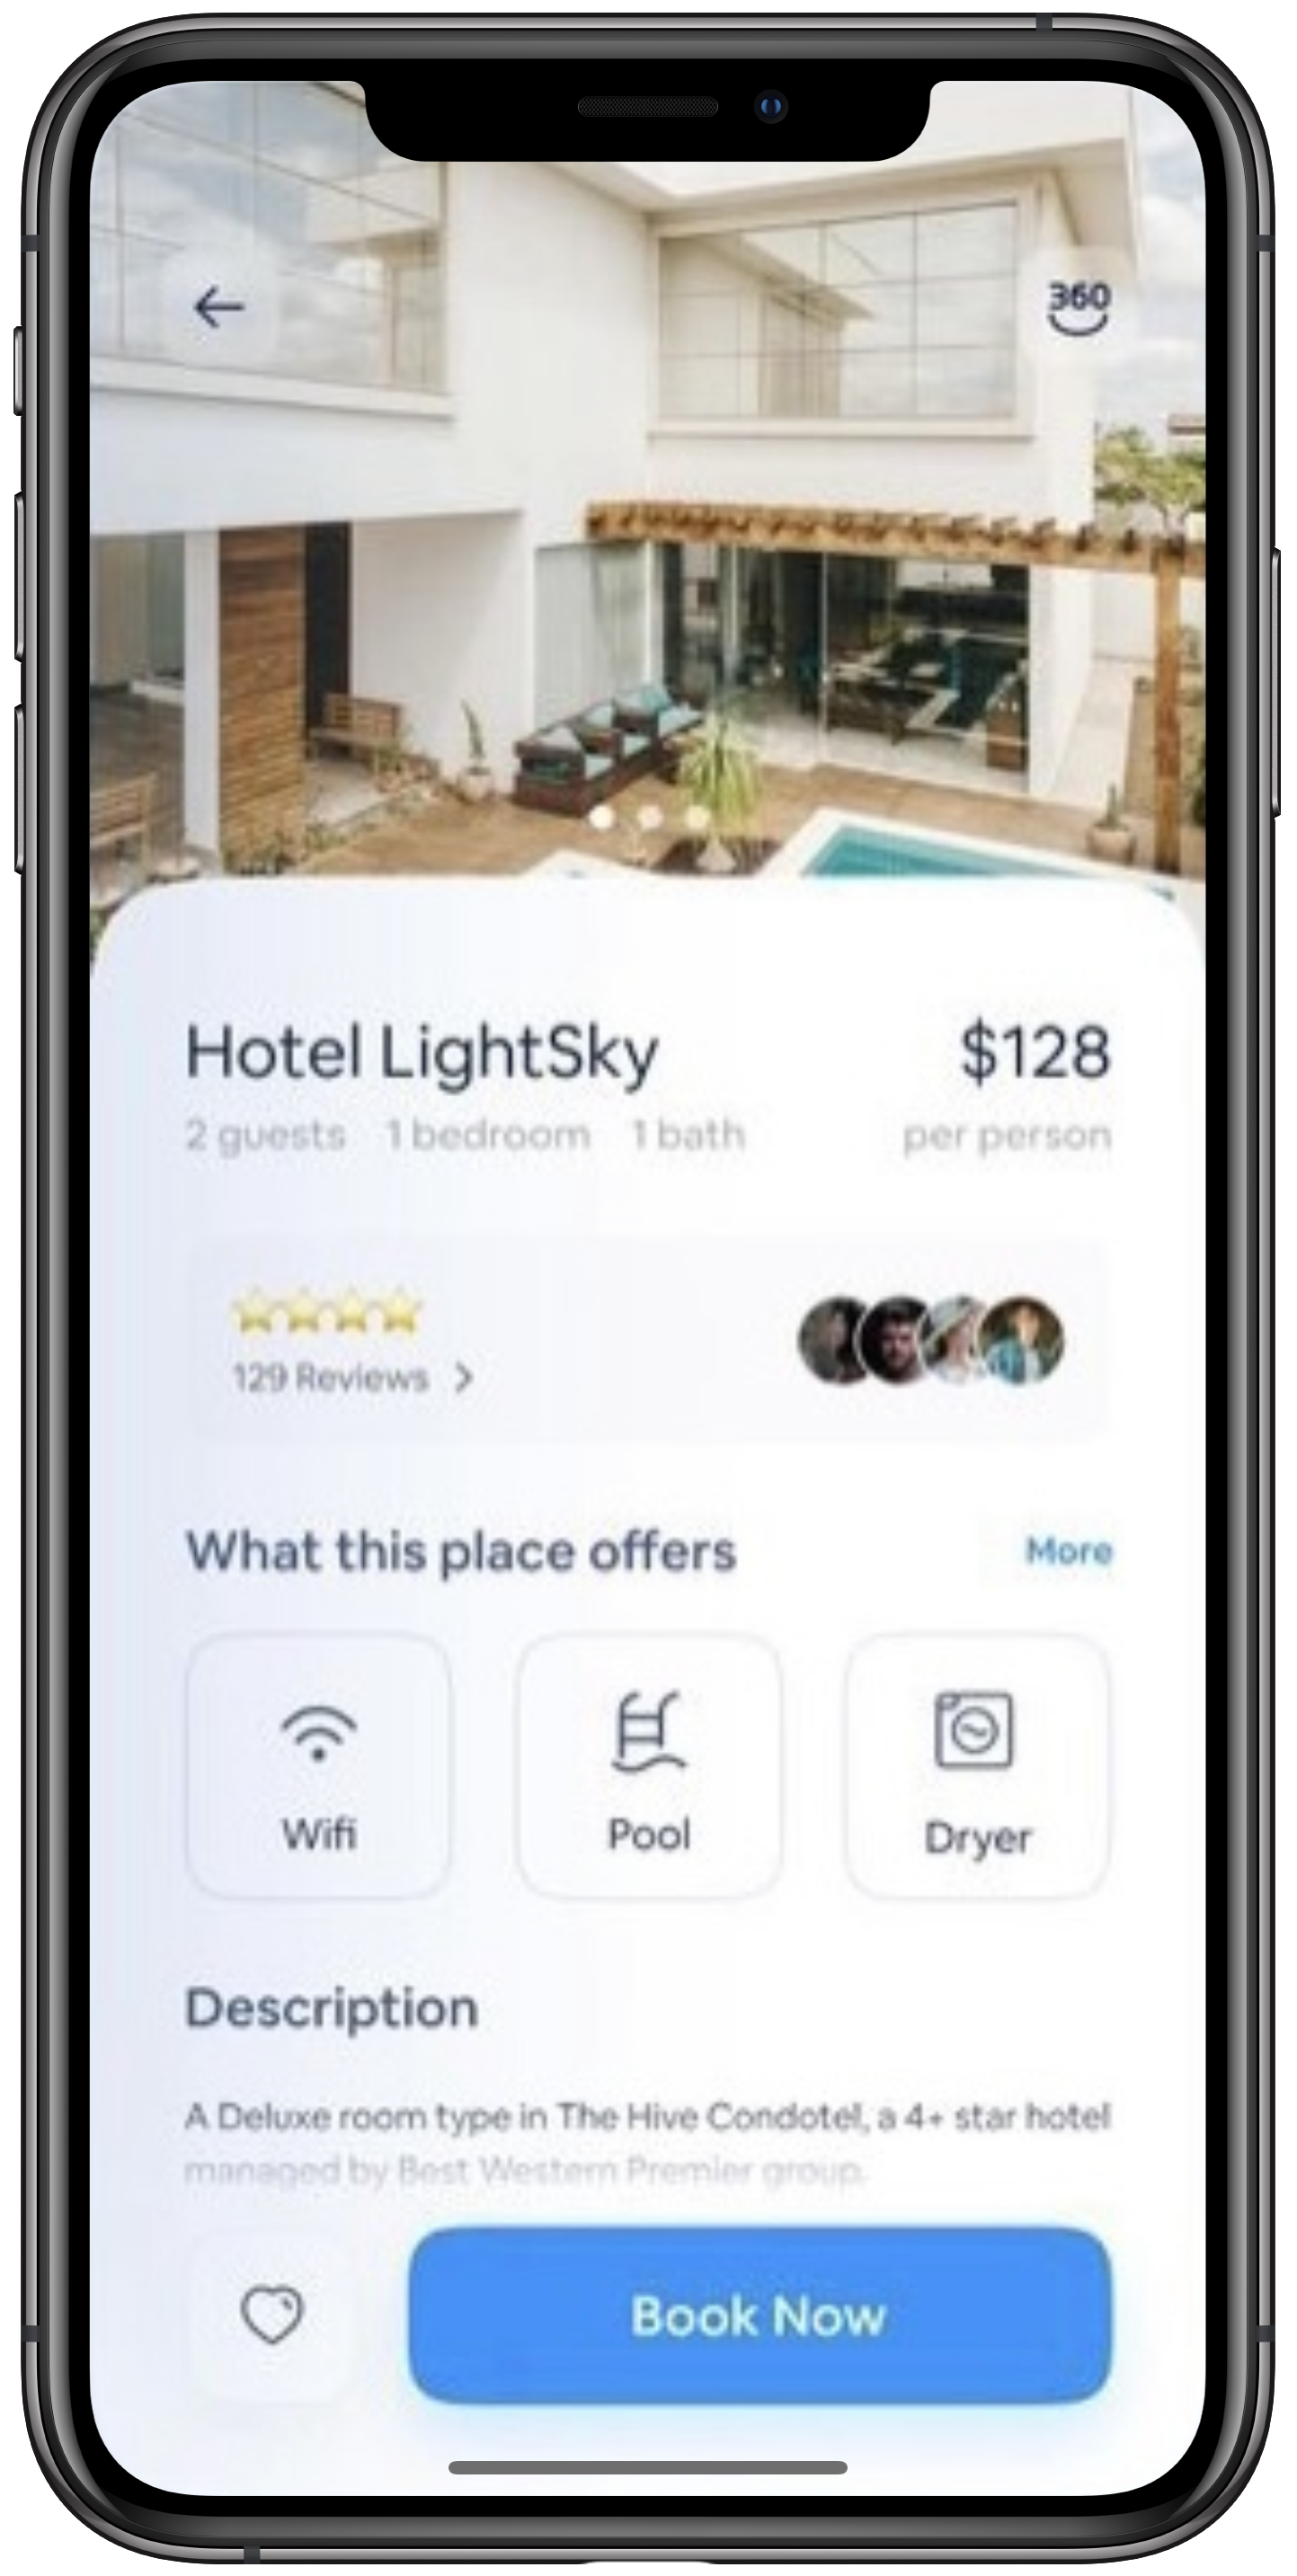 360
Hotel LightSky
$128
2 guests 1 bedroom 1 bath
per person
129 Reviews
What this place offers
More
Wifi
Pool
Dryer
Description
A Deluxe room type in The Hive Condotel, a 4+ star hotel
managed by Best Western Premier group.
Book Now